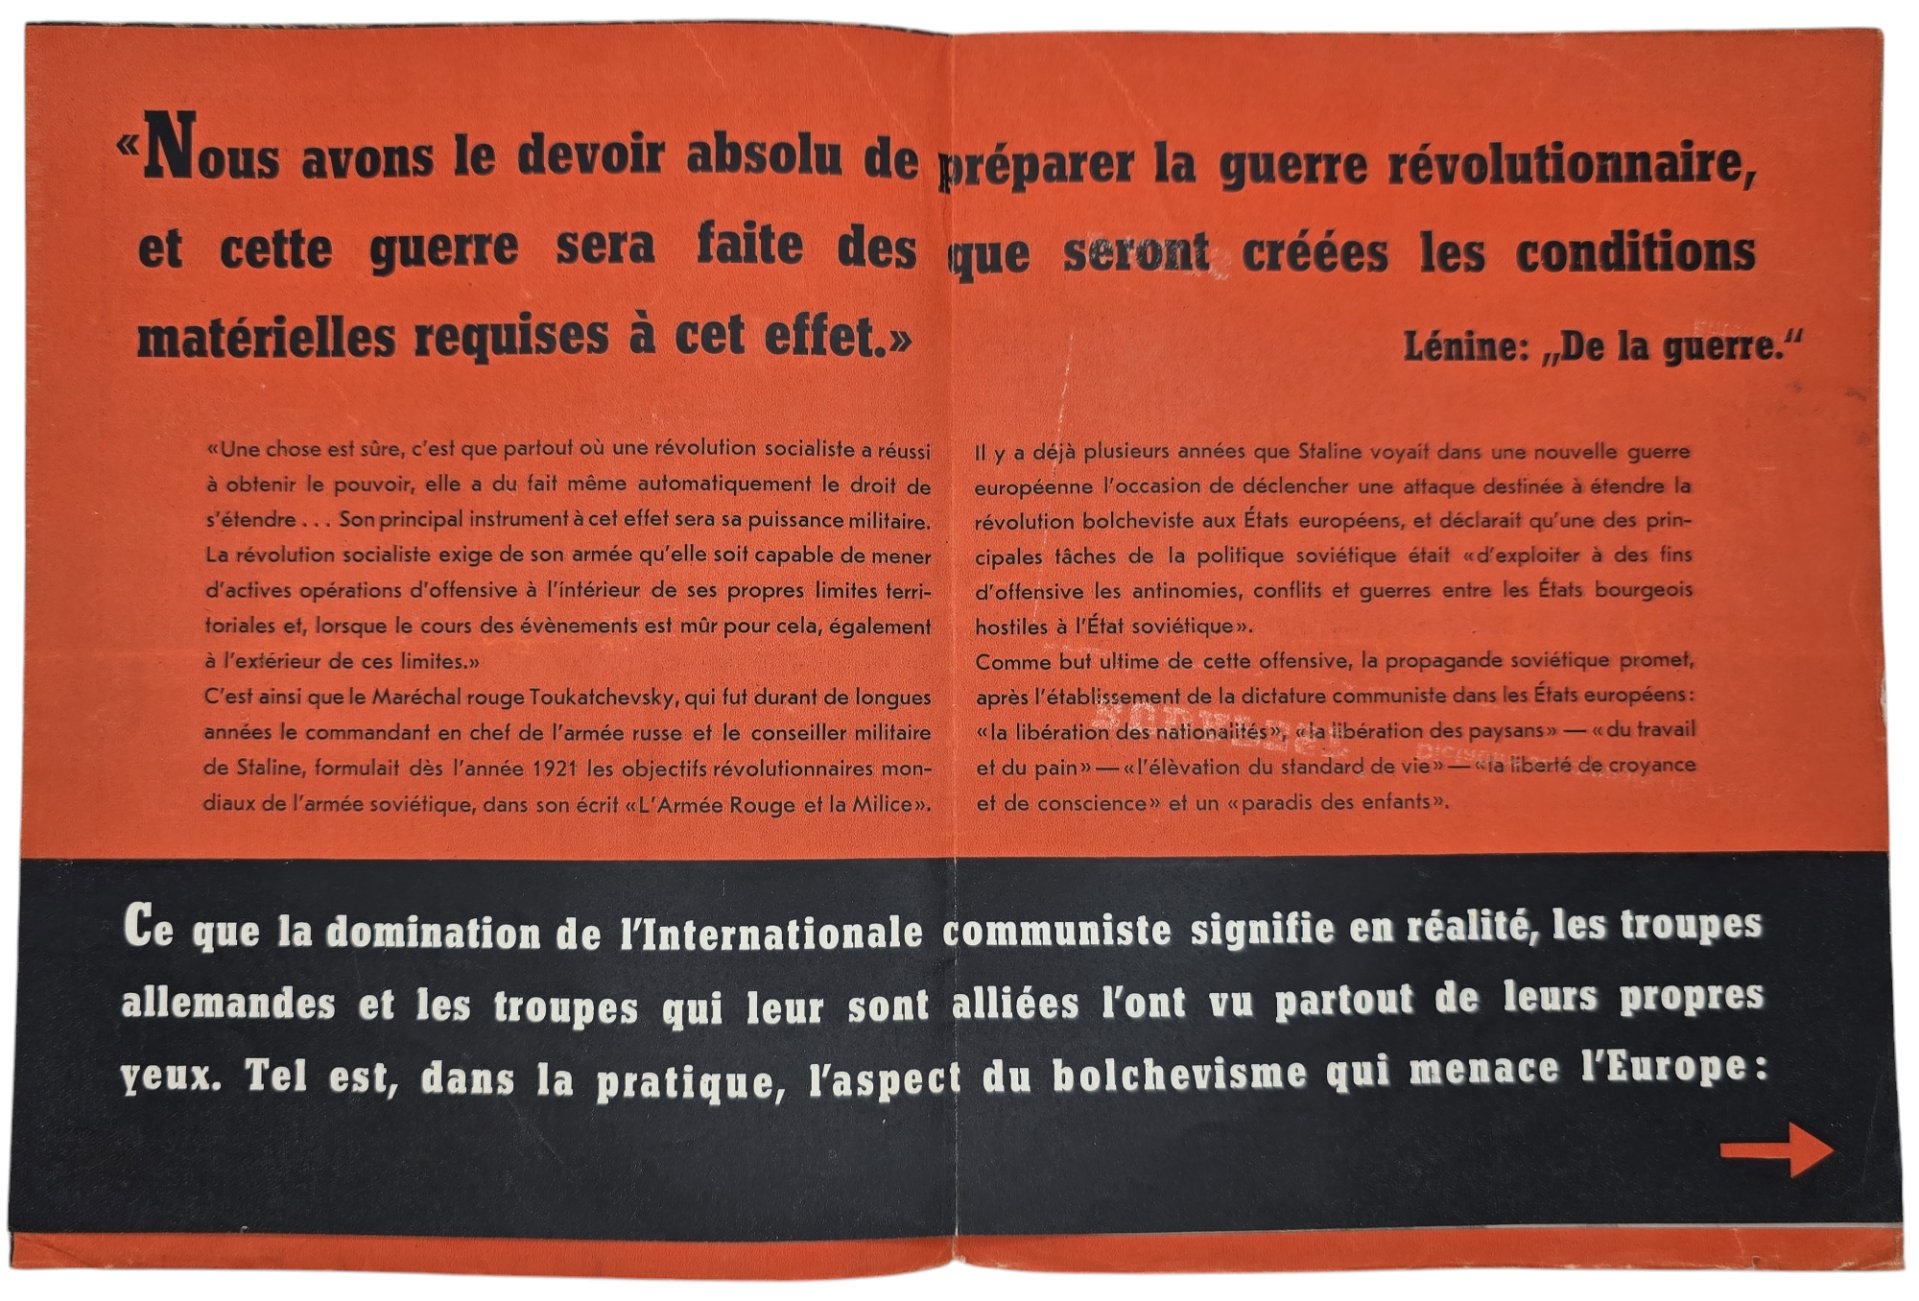 «Nous avons le devoir absolu de préparer la guerre révolutionnaire,
et cette guerre sera faite des que seront créées les conditions
matérielles requises à cet effet.»
Lénine: „De la guerre.“
«Une chose est sûre, c'est que partout où une révolution socialiste a réussi
à obtenir le pouvoir, elle a du fait même automatiquement le droit de
s'étendre... Son principal instrument à cet effet sera sa puissance militaire.
La révolution socialiste exige de son armée qu'elle soit capable de mener
d'actives opérations d'offensive à l'intérieur de ses propres limites terri-
toriales et, lorsque le cours des évènements est mûr pour cela, également
à l'extérieur de ces limites.»
C'est ainsi que le Maréchal rouge Toukatchevsky, qui fut durant de longues
années le commandant en chef de l'armée russe et le conseiller militaire
de Staline, formulait dès l'année 1921 les objectifs révolutionnaires mon-
diaux de l'armée soviétique, dans son écrit «L'Armée Rouge et la Milice».
Il y a déjà plusieurs années que Staline voyait dans une nouvelle guerre
européenne l'occasion de déclencher une attaque destinée à étendre la
révolution bolcheviste aux États européens, et déclarait qu'une des prin-
cipales tâches de la politique soviétique était «d'exploiter à des fins
d'offensive les antinomies, conflits et guerres entre les États bourgeois
hostiles à l'État soviétique».
Comme but ultime de cette offensive, la propagande soviétique promet,
après l'établissement de la dictature communiste dans les États européens:
«la libération des nationalités», «la libération des paysans» — «du travail
et du pain» — «l'élèvation du standard de vie» — «la liberté de croyance
et de conscience» et un «paradis des enfants».
Ce que la domination de l'Internationale communiste signifie en réalité, les troupes
allemandes et les troupes qui leur sont alliées l'ont vu partout de leurs propres
yeux. Tel est, dans la pratique, l'aspect du bolchevisme qui menace l'Europe: